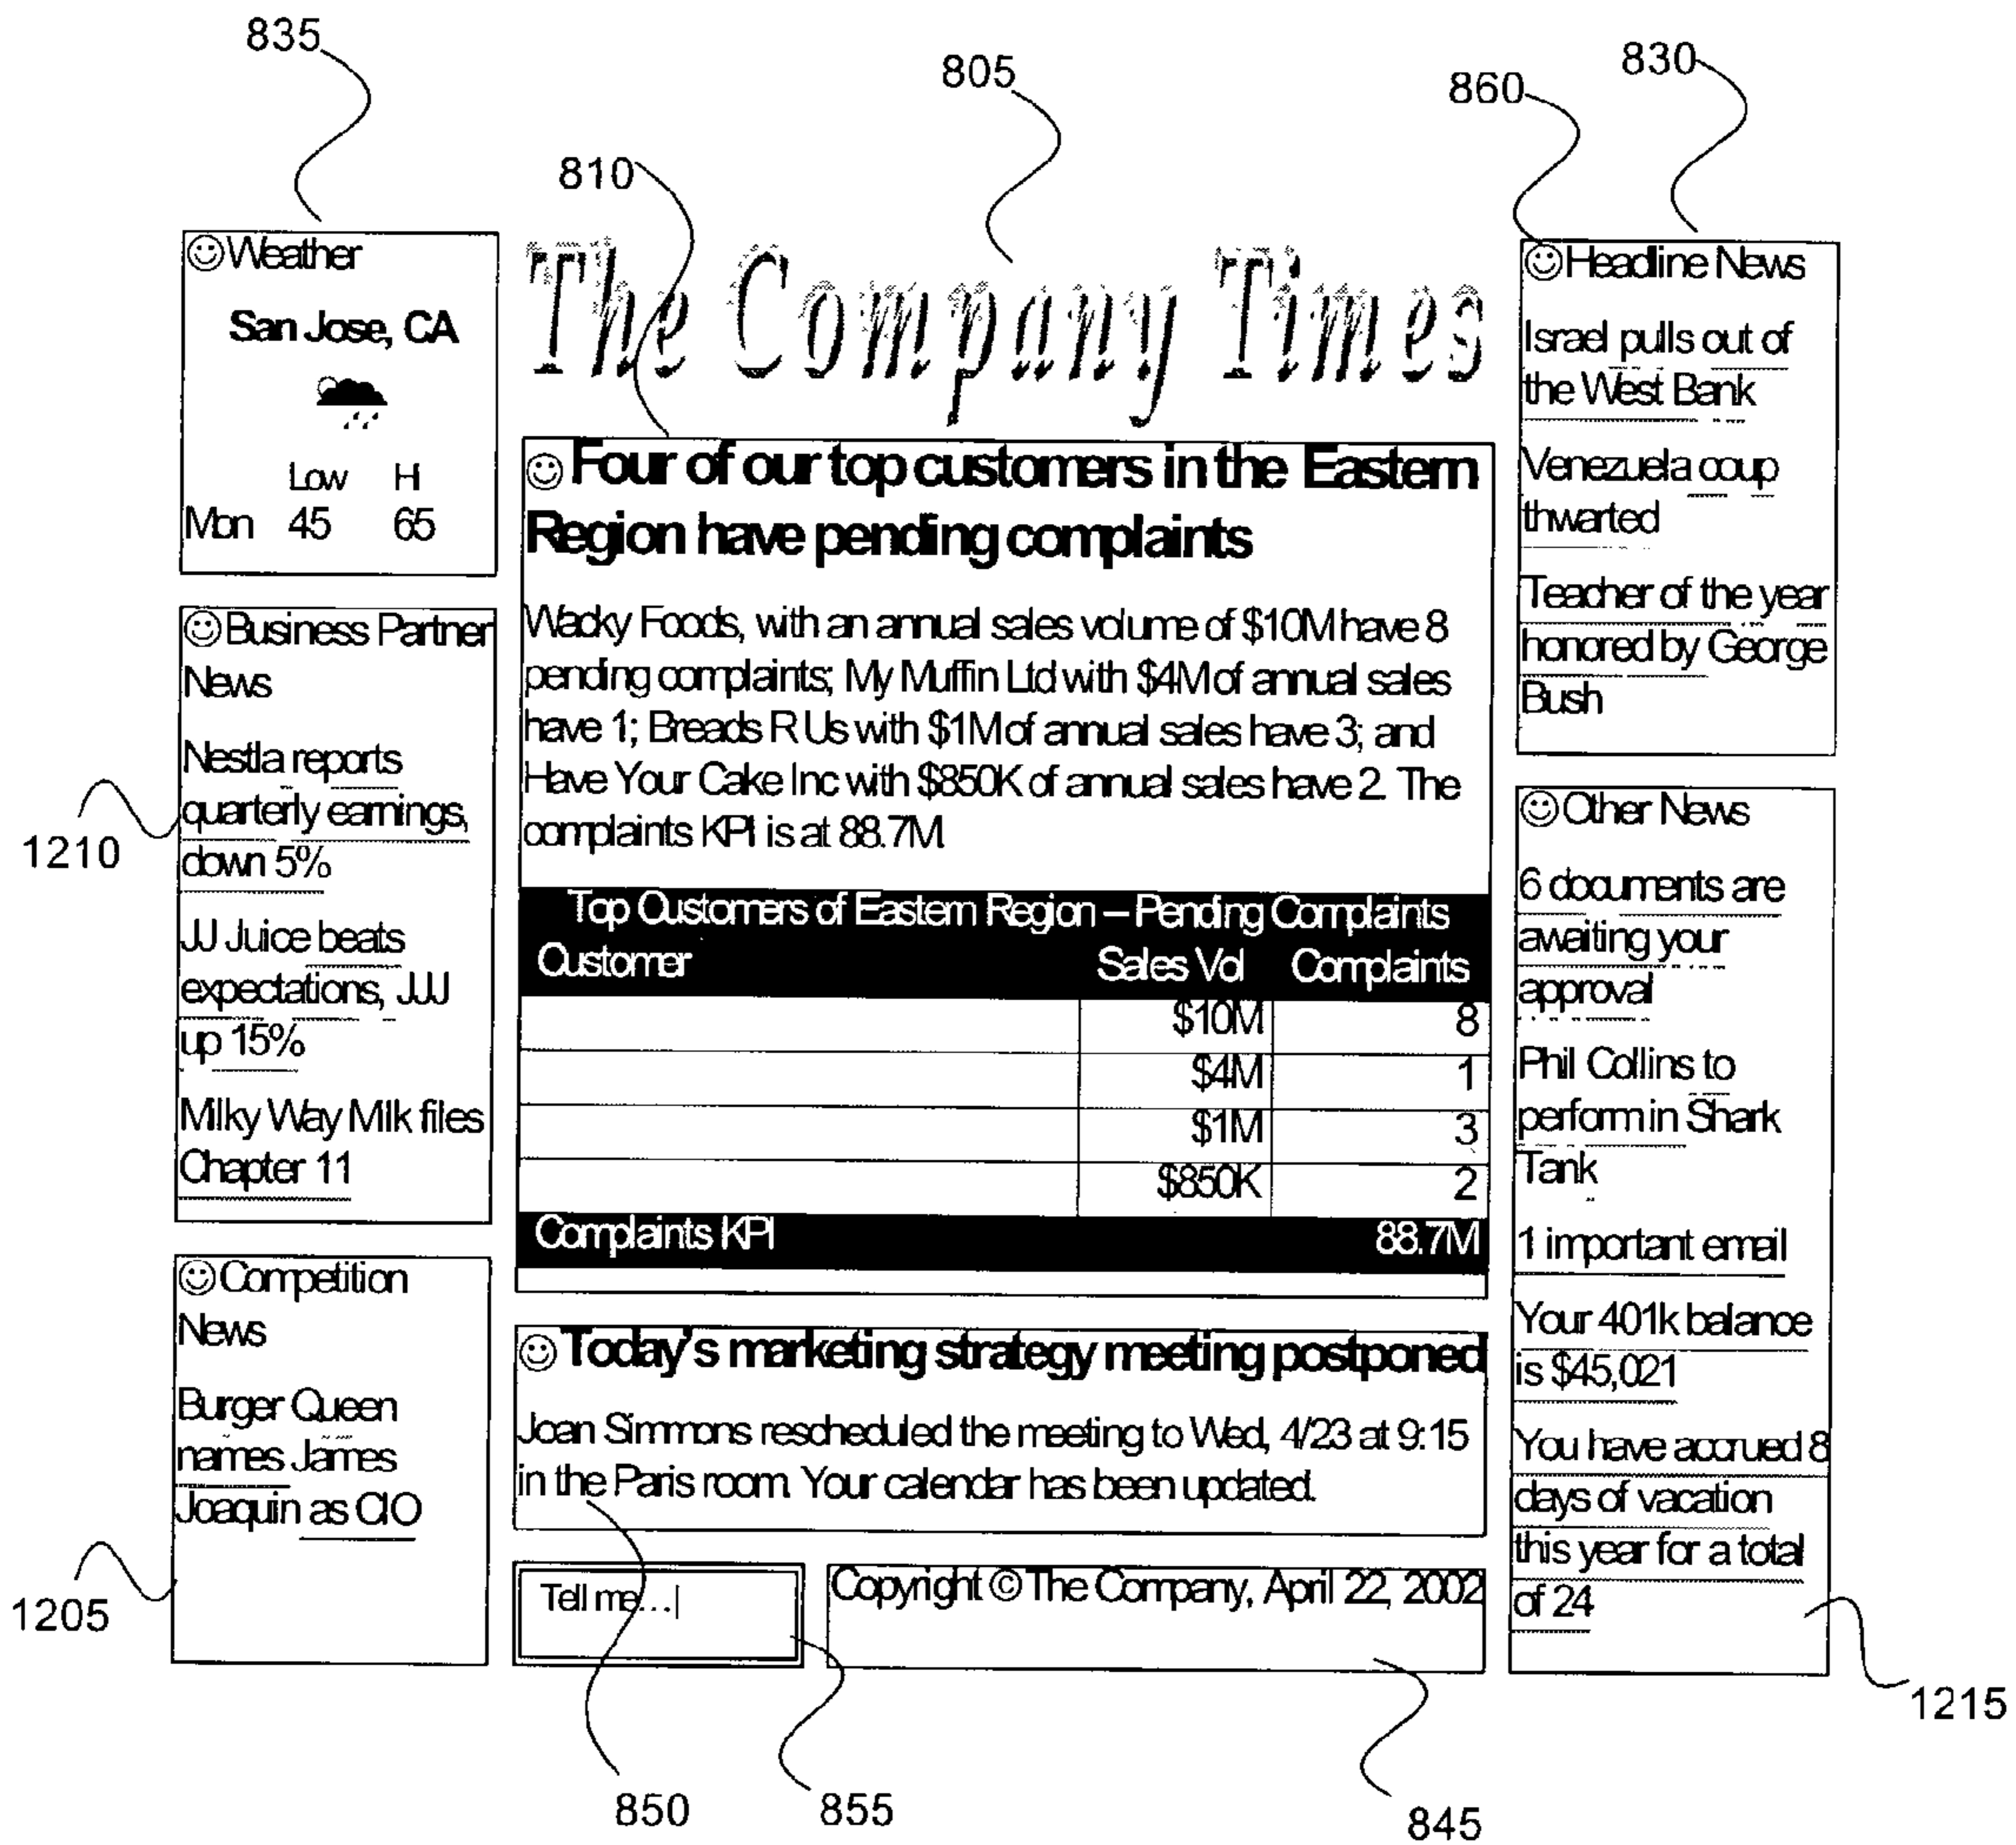 835
805
860
830
810
☺Weather
San Jose, CA
Low H
Mon 45 65
☺Business Partner
News
Nestla reports
quarterly earnings,
down 5%
JJ Juice beats
expectations, JJJ
up 15%
Milky Way Milk files
Chapter 11
1210
☺Competition
News
Burger Queen
names James
Joaquin as CIO
1205
The Company Times
☺Four of our top customers in the Eastern
Region have pending complaints
Wacky Foods, with an annual sales volume of $10M have 8
pending complaints; My Muffin Ltd with $4M of annual sales
have 1; Breads R Us with $1M of annual sales have 3; and
Have Your Cake Inc with $850K of annual sales have 2. The
complaints KPI is at 88.7M
Top Customers of Eastern Region – Pending Complaints
Customer Sales Vol Complaints
$10M 8
$4M 1
$1M 3
$850K 2
Complaints KPI 88.7M
☺Today's marketing strategy meeting postponed
Joan Simmons rescheduled the meeting to Wed, 4/23 at 9:15
in the Paris room. Your calendar has been updated.
Tell me...|
Copyright © The Company, April 22, 2002
☺Headline News
Israel pulls out of
the West Bank
Venezuela coup
thwarted
Teacher of the year
honored by George
Bush
☺Other News
6 documents are
awaiting your
approval
Phil Collins to
perform in Shark
Tank
1 important email
Your 401k balance
is $45,021
You have accrued 8
days of vacation
this year for a total
of 24
1215
850
855
845